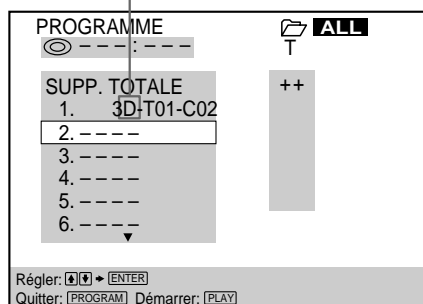 PROGRAMME ALL
– – – : – – – T
SUPP. TOTALE ++
1. 3D-T01-C02
2. – – – –
3. – – – –
4. – – – –
5. – – – –
6. – – – –
Régler: ENTER
Quitter: PROGRAM Démarrer: PLAY